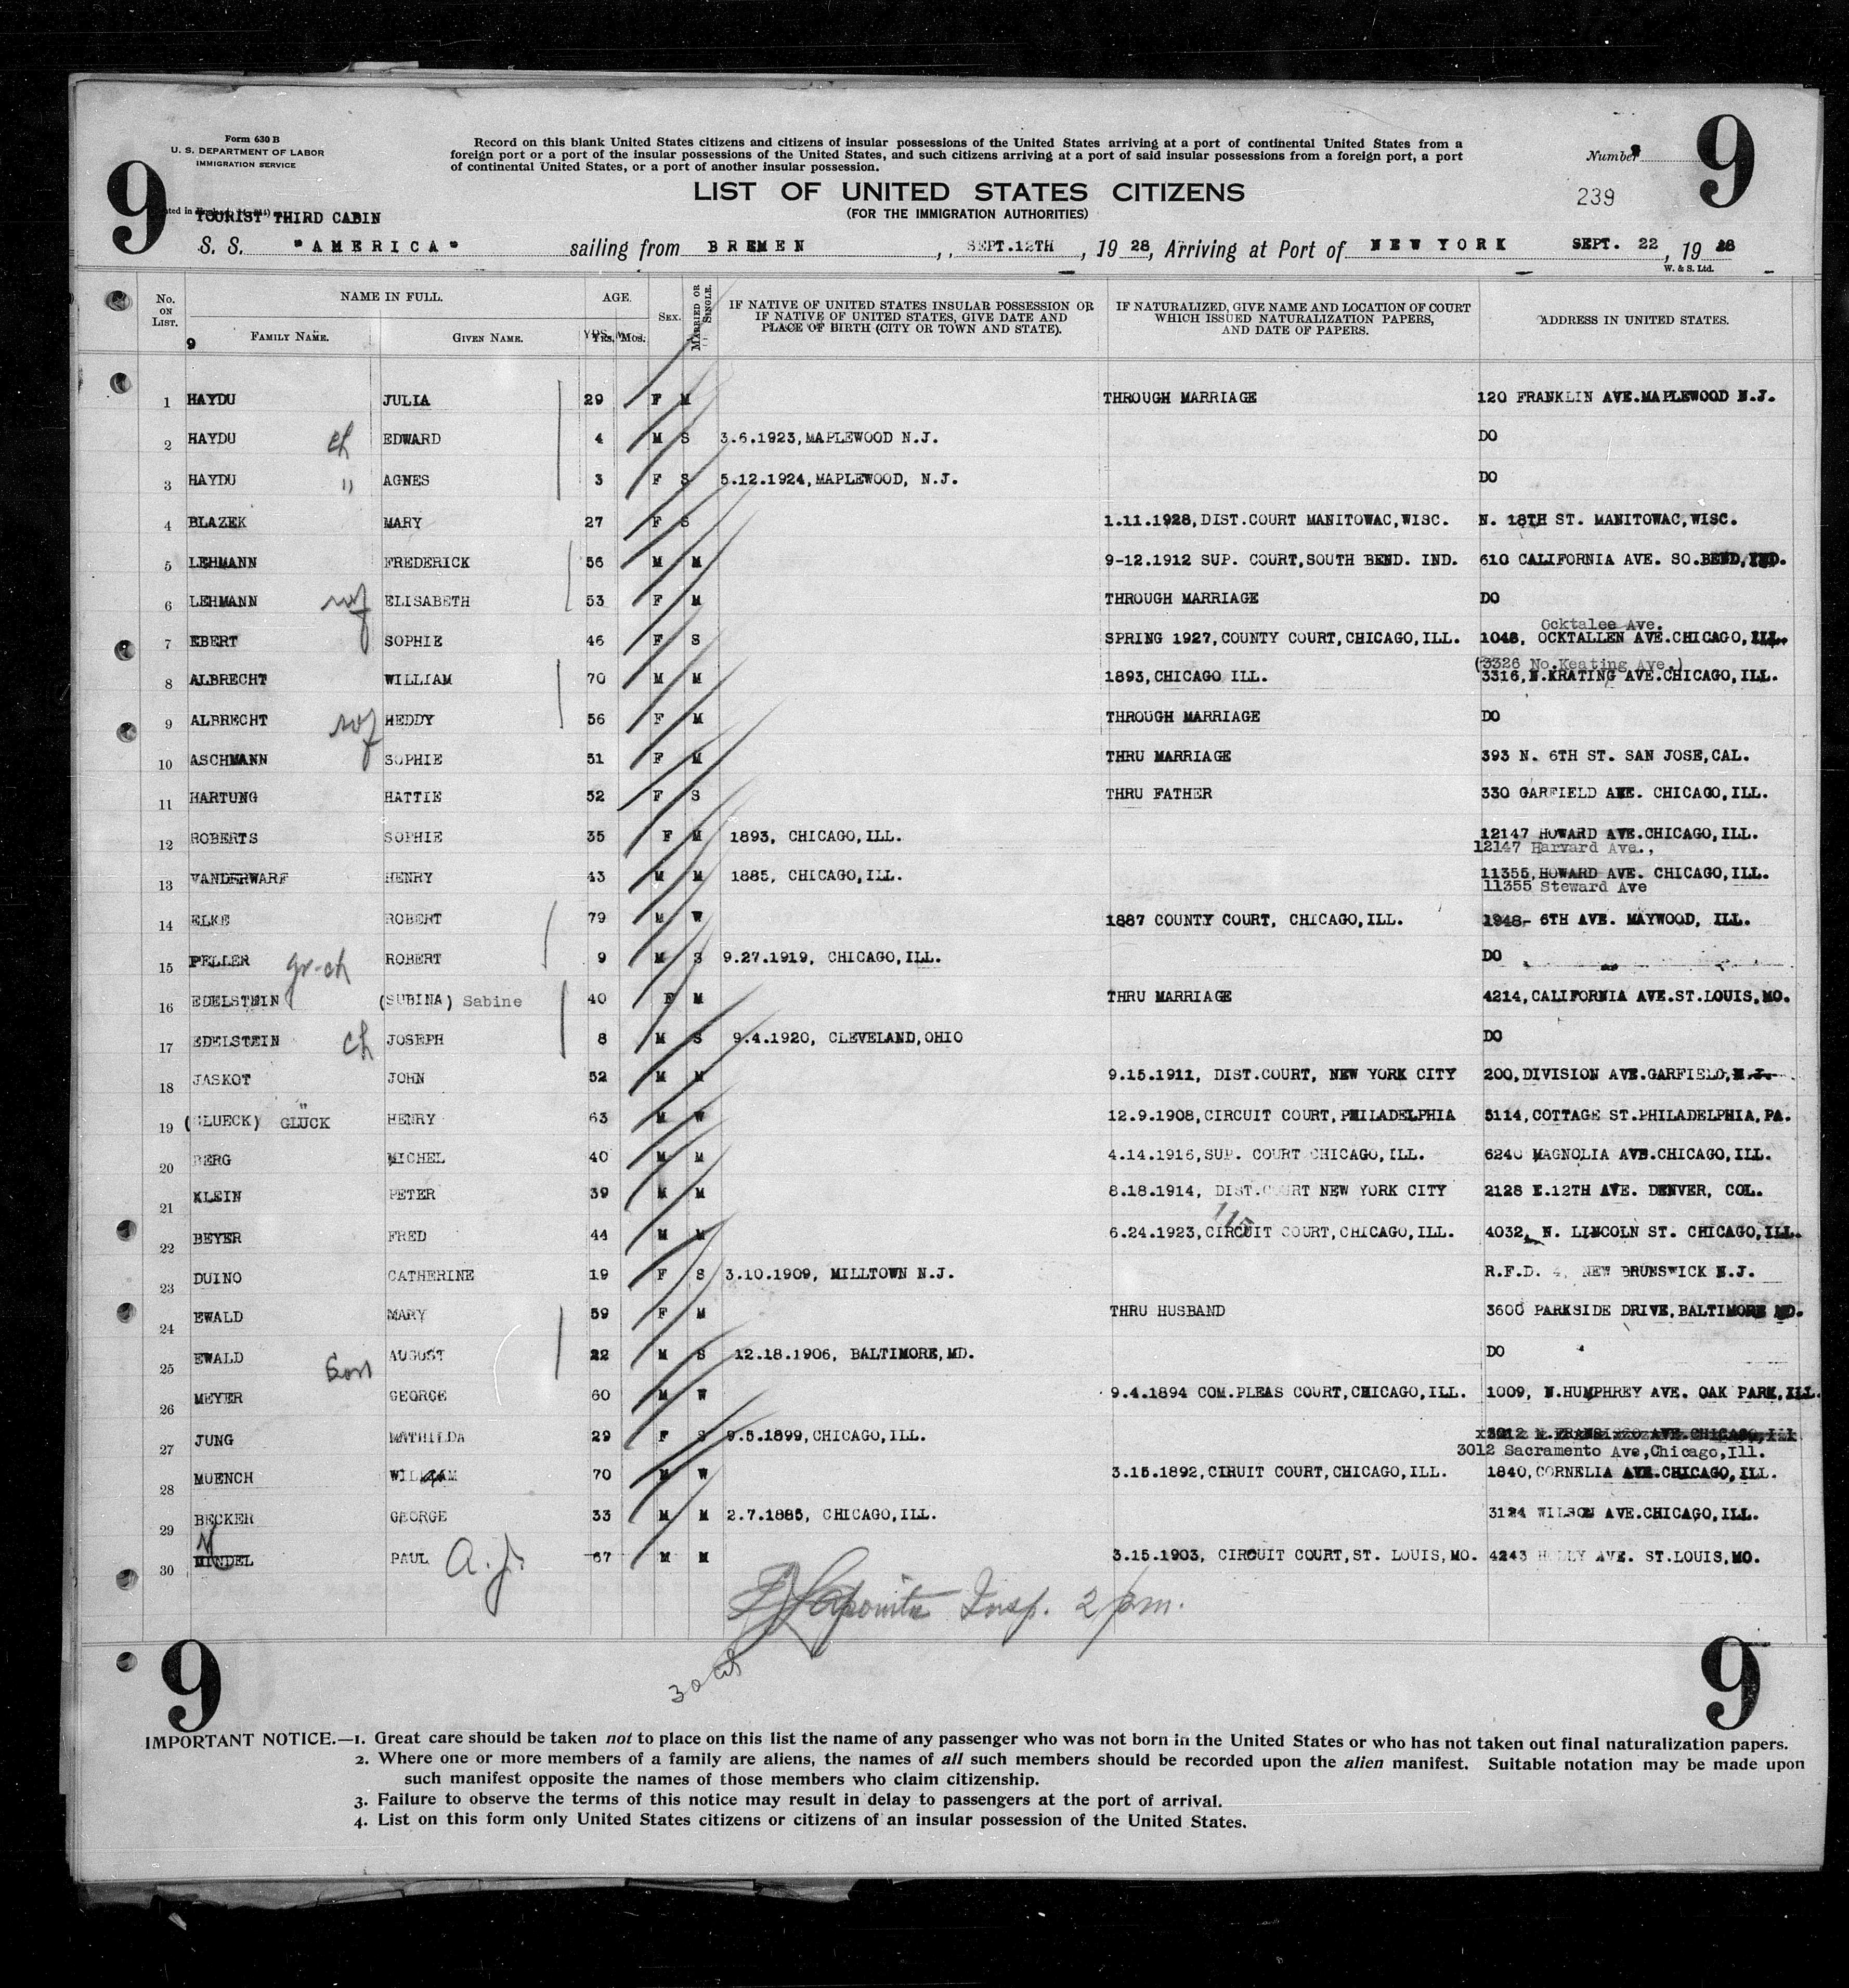 Form 630 B
U. S. DEPARTMENT OF LABOR
IMMIGRATION SERVICE
Record on this blank United States citizens and citizens of insular possessions of the United States arriving at a port of continental United States from a
foreign port or a port of the insular possessions of the United States, and such citizens arriving at a port of said insular possessions from a foreign port, a port
of continental United States, or a port of another insular possession.
Number 9
9 9
LIST OF UNITED STATES CITIZENS
(FOR THE IMMIGRATION AUTHORITIES)
239
TOURIST THIRD CABIN
S. S. "AMERICA" sailing from BREMEN, SEPT.12TH, 1928, Arriving at Port of NEW YORK SEPT. 22, 1928
W. & S. Ltd.
No. ON LIST. NAME IN FULL. AGE. SEX. MARRIED OR SINGLE. IF NATIVE OF UNITED STATES INSULAR POSSESSION OR IF NATIVE OF UNITED STATES, GIVE DATE AND PLACE OF BIRTH (CITY OR TOWN AND STATE). IF NATURALIZED, GIVE NAME AND LOCATION OF COURT WHICH ISSUED NATURALIZATION PAPERS, AND DATE OF PAPERS. ADDRESS IN UNITED STATES.
9 FAMILY NAME. GIVEN NAME. YRS. MOS.
1 HAYDU JULIA 29 F M THROUGH MARRIAGE 120 FRANKLIN AVE.MAPLEWOOD N.J.
2 HAYDU ch EDWARD 4 M S 3.6.1923,MAPLEWOOD N.J. DO
3 HAYDU " AGNES 3 F S 5.12.1924,MAPLEWOOD, N.J. DO
4 BLAZEK MARY 27 F S 1.11.1928,DIST.COURT MANITOWAC,WISC. N. 18TH ST. MANITOWAC,WISC.
5 LEHMANN FREDERICK 56 M M 9-12.1912 SUP. COURT,SOUTH BEND. IND. 610 CALIFORNIA AVE. SO.BEND,IND.
6 LEHMANN wf ELISABETH 53 F M THROUGH MARRIAGE DO
Ocktalee Ave.
7 EBERT SOPHIE 46 F S SPRING 1927,COUNTY COURT,CHICAGO,ILL. 1048, OCKTALLEN AVE.CHICAGO,ILL.
(3326 No.Keating Ave.)
8 ALBRECHT WILLIAM 70 M M 1893,CHICAGO ILL. 3316,N.KRATING AVE.CHICAGO,ILL.
9 ALBRECHT wf HEDDY 56 F M THROUGH MARRIAGE DO
10 ASCHMANN SOPHIE 51 F M THRU MARRIAGE 393 N. 6TH ST. SAN JOSE,CAL.
11 HARTUNG HATTIE 52 F S THRU FATHER 330 GARFIELD AVE. CHICAGO,ILL.
12 ROBERTS SOPHIE 35 F M 1893, CHICAGO,ILL. 12147 HOWARD AVE.CHICAGO,ILL.
12147 Harvard Ave.,
13 VANDERWARF HENRY 43 M M 1885, CHICAGO,ILL. 11355,HOWARD AVE. CHICAGO,ILL.
11355 Steward Ave
14 ELKE ROBERT 79 M W 1887 COUNTY COURT, CHICAGO,ILL. 1948- 6TH AVE. MAYWOOD, ILL.
15 PELLER gr-ch ROBERT 9 M S 9.27.1919, CHICAGO,ILL. DO
16 EDELSTEIN (SUBINA) Sabine 40 F M THRU MARRIAGE 4214,CALIFORNIA AVE.ST.LOUIS,MO.
17 EDELSTEIN ch JOSEPH 8 M S 9.4.1920, CLEVELAND,OHIO DO
18 JASKOT JOHN 52 M M 9.15.1911, DIST.COURT, NEW YORK CITY 200,DIVISION AVE.GARFIELD,N.J.
19 (GLUECK) GLÜCK HENRY 63 M W 12.9.1908,CIRCUIT COURT,PHILADELPHIA 5114,COTTAGE ST.PHILADELPHIA,PA.
20 BERG MICHEL 40 M M 4.14.1916,SUP. COURT CHICAGO,ILL. 6240 MAGNOLIA AVE.CHICAGO,ILL.
21 KLEIN PETER 39 M M 8.18.1914, DIST.COURT NEW YORK CITY 2128 E.12TH AVE. DENVER, COL.
115
22 BEYER FRED 44 M M 6.24.1923,CIRCUIT COURT,CHICAGO,ILL. 4032, N. LINCOLN ST. CHICAGO,ILL.
23 DUINO CATHERINE 19 F S 3.10.1909, MILLTOWN N.J. R.F.D. 4, NEW BRUNSWICK N.J.
24 EWALD MARY 59 F M THRU HUSBAND 3600 PARKSIDE DRIVE,BALTIMORE MD.
25 EWALD Son AUGUST 22 M S 12.18.1906, BALTIMORE,MD. DO
26 MEYER GEORGE 60 M W 9.4.1894 COM.PLEAS COURT,CHICAGO,ILL. 1009, N.HUMPHREY AVE. OAK PARK,ILL.
27 JUNG MATHILDA 29 F S 9.5.1899,CHICAGO,ILL. 3012 N.FRANSIZCO AVE.CHICAGO,Ill
3012 Sacramento Ave,Chicago,Ill.
28 MUENCH WILLIAM 70 M W 3.15.1892,CIRUIT COURT,CHICAGO,ILL. 1840,CORNELIA AVE.CHICAGO,ILL.
29 BECKER GEORGE 33 M M 2.7.1885, CHICAGO,ILL. 3124 WILSON AVE.CHICAGO,ILL.
30 MINDEL PAUL A.J. 67 M M 3.15.1903, CIRCUIT COURT,ST. LOUIS,MO. 4243 HOLLY AVE. ST.LOUIS,MO.
Insp. 2 pm.
9 9
IMPORTANT NOTICE.—1. Great care should be taken not to place on this list the name of any passenger who was not born in the United States or who has not taken out final naturalization papers.
2. Where one or more members of a family are aliens, the names of all such members should be recorded upon the alien manifest. Suitable notation may be made upon
such manifest opposite the names of those members who claim citizenship.
3. Failure to observe the terms of this notice may result in delay to passengers at the port of arrival.
4. List on this form only United States citizens or citizens of an insular possession of the United States.